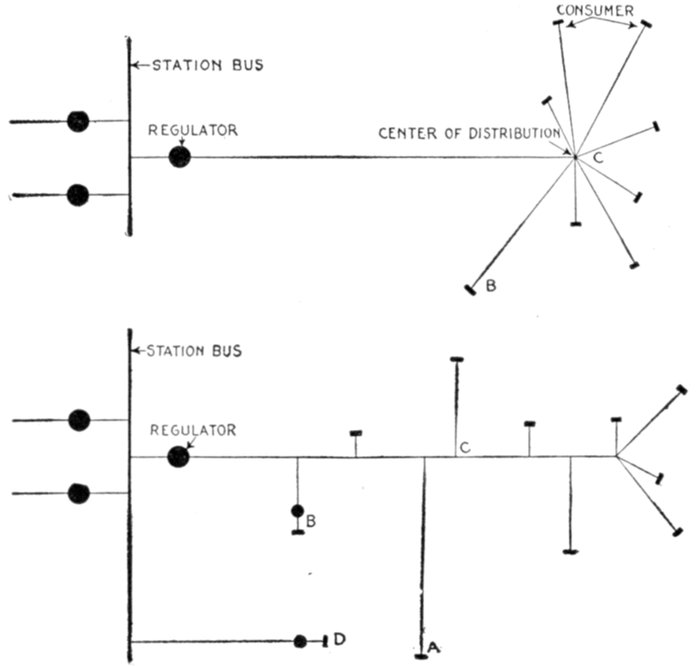 CONSUMER
STATION BUS
REGULATOR
CENTER OF DISTRIBUTION
C
B
STATION BUS
REGULATOR
C
B
D
A